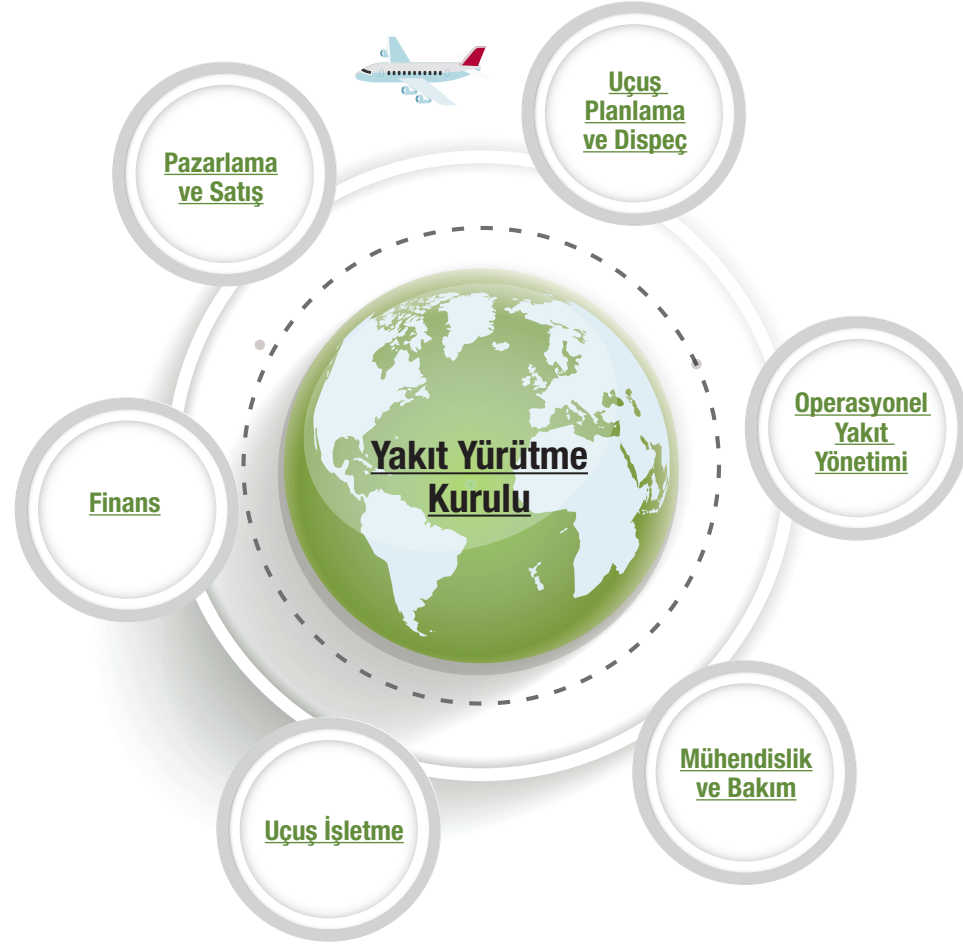 Uçuş
Planlama
ve Dispeç
Pazarlama
ve Satış
Operasyonel
Yakıt
Yönetimi
Yakıt Yürütme
Kurulu
Finans
Mühendislik
ve Bakım
Uçuş İşletme